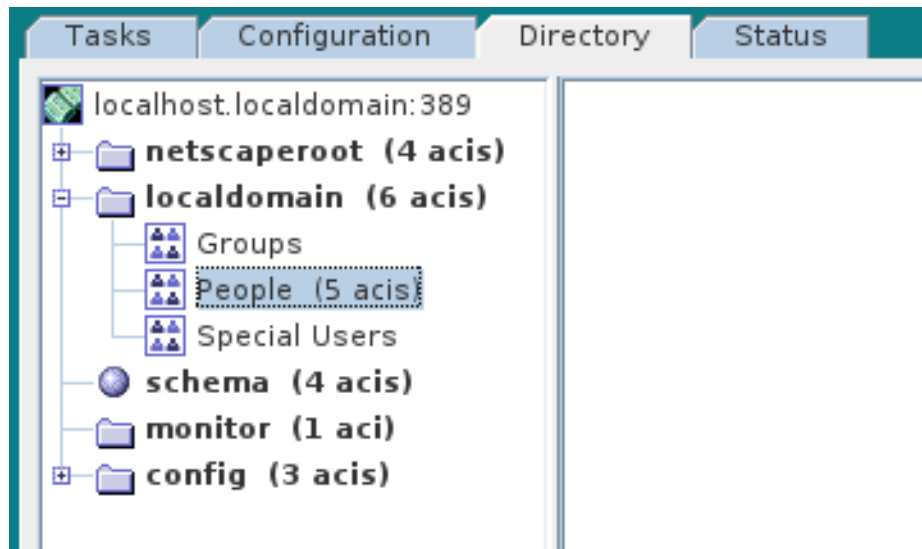 Tasks Configuration Directory Status
localhost.localdomain:389
netscaperoot (4 acis)
localdomain (6 acis)
Groups
People (5 acis)
Special Users
schema (4 acis)
monitor (1 aci)
config (3 acis)